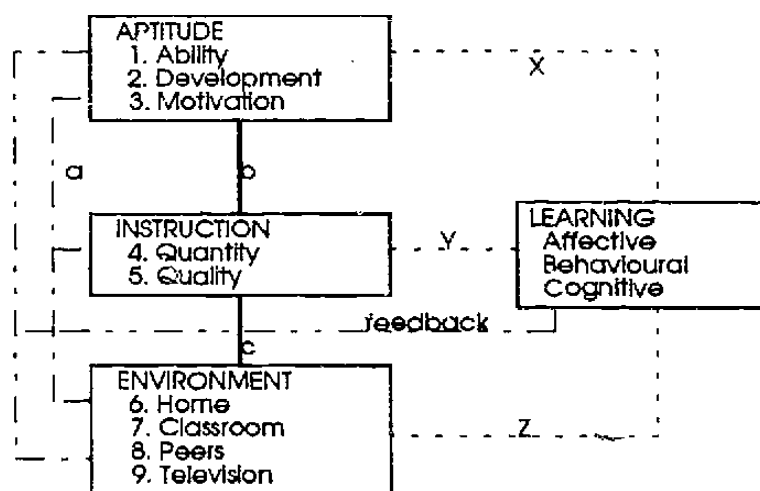 APTITUDE
1. Ability
2. Development
3. Motivation
X
a
b
INSTRUCTION
4. Quantity
5. Quality
Y
LEARNING
Affective
Behavioural
Cognitive
feedback
c
ENVIRONMENT
6. Home
7. Classroom
8. Peers
9. Television
Z